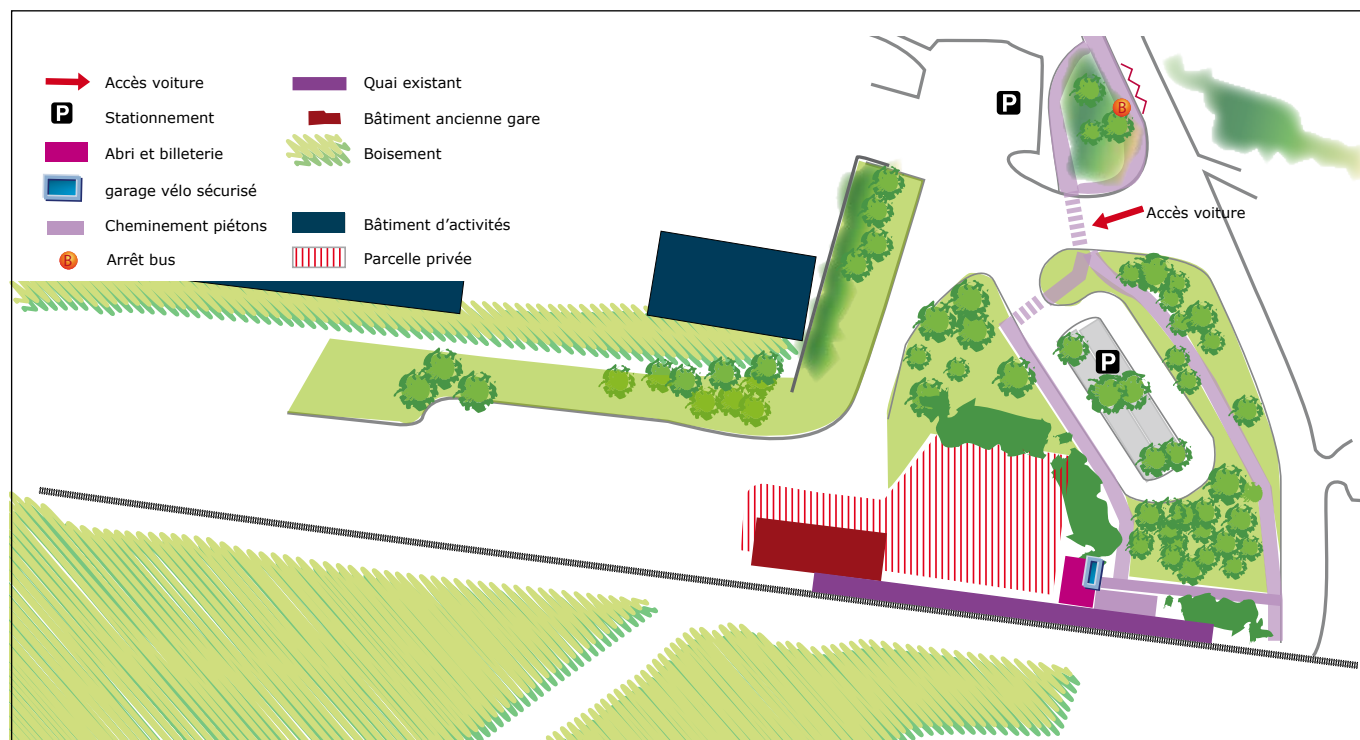 Accès voiture
P
Stationnement
Abri et billeterie
garage vélo sécurisé
Cheminement piétons
B
Arrêt bus
Quai existant
Bâtiment ancienne gare
Boisement
Bâtiment d'activités
Parcelle privée
P
B
Accès voiture
P